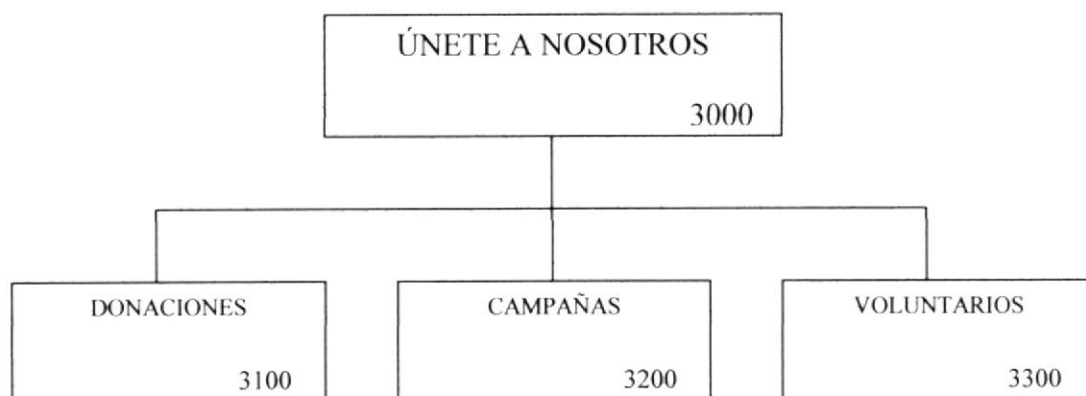 ÚNETE A NOSOTROS
3000
DONACIONES
3100
CAMPAÑAS
3200
VOLUNTARIOS
3300